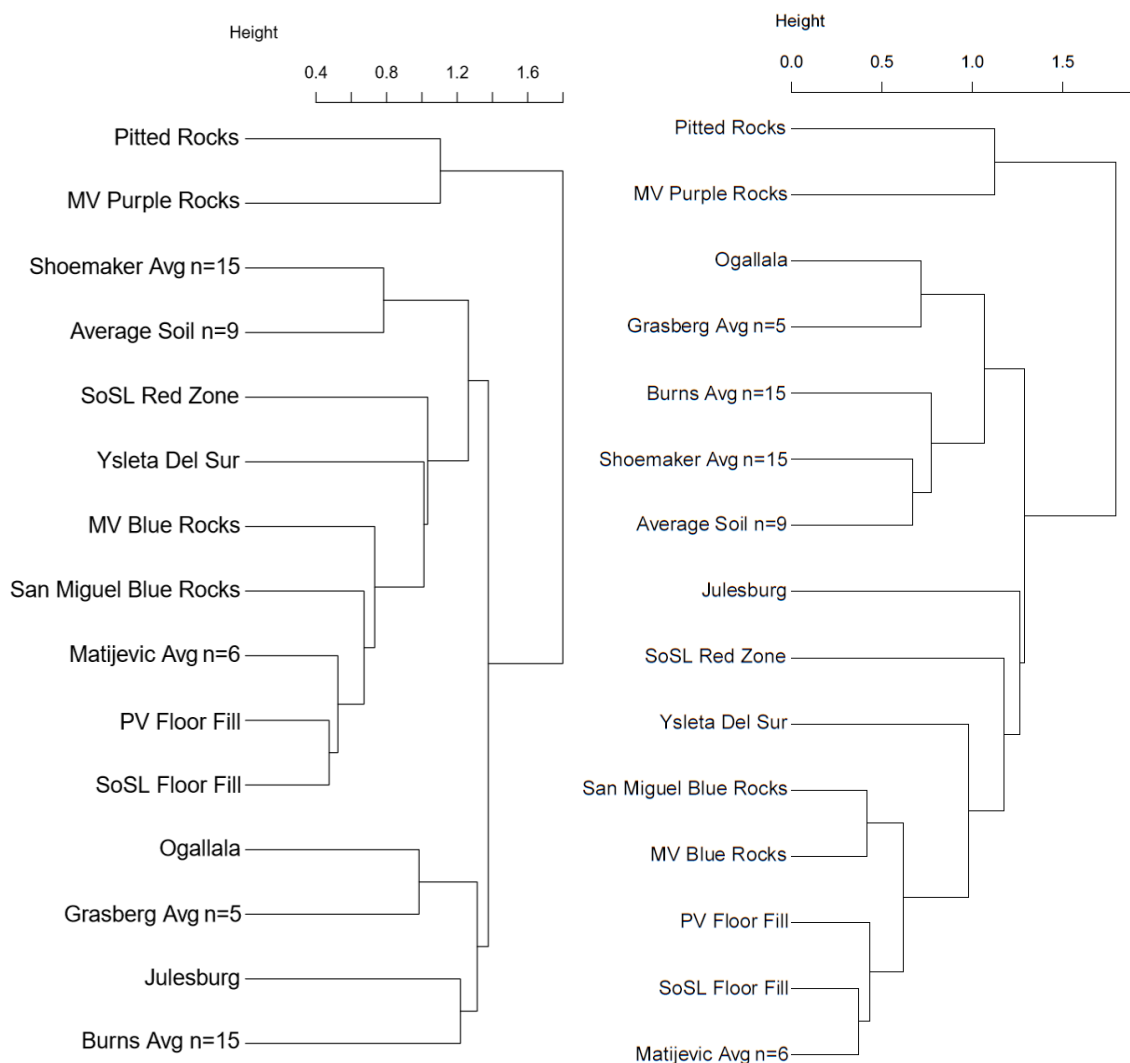 Height
0.4 0.8 1.2 1.6
Pitted Rocks
MV Purple Rocks
Shoemaker Avg n=15
Average Soil n=9
SoSL Red Zone
Ysleta Del Sur
MV Blue Rocks
San Miguel Blue Rocks
Matijevic Avg n=6
PV Floor Fill
SoSL Floor Fill
Ogallala
Grasberg Avg n=5
Julesburg
Burns Avg n=15
Height
0.0 0.5 1.0 1.5
Pitted Rocks
MV Purple Rocks
Ogallala
Grasberg Avg n=5
Burns Avg n=15
Shoemaker Avg n=15
Average Soil n=9
Julesburg
SoSL Red Zone
Ysleta Del Sur
San Miguel Blue Rocks
MV Blue Rocks
PV Floor Fill
SoSL Floor Fill
Matijevic Avg n=6